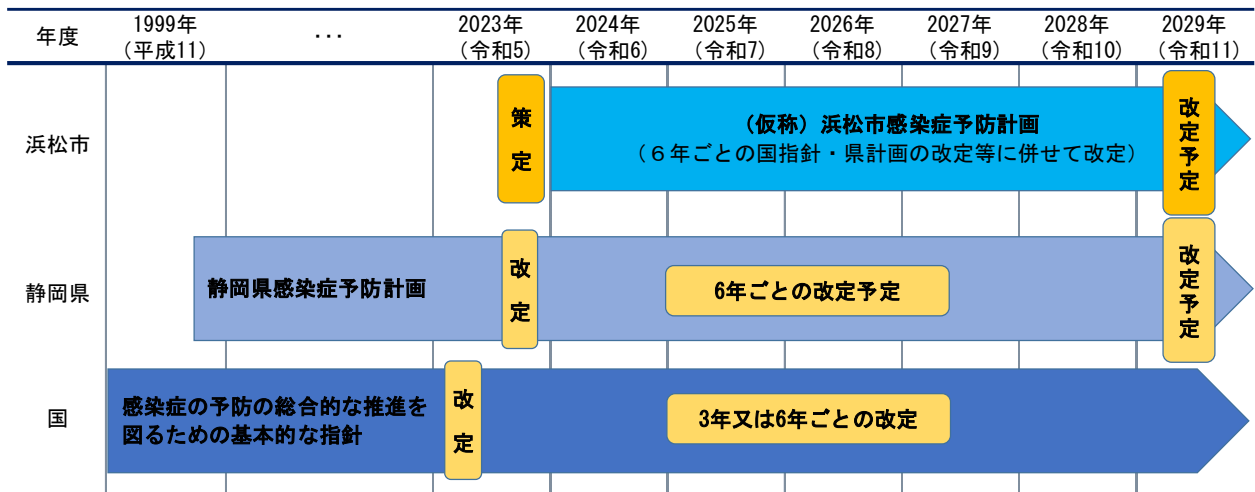 年度
1999年
（平成11）
・・・
2023年
（令和5）
2024年
（令和6）
2025年
（令和7）
2026年
（令和8）
2027年
（令和9）
2028年
（令和10）
2029年
（令和11）
浜松市
策定
（仮称）浜松市感染症予防計画
（６年ごとの国指針・県計画の改定等に併せて改定）
改定予定
静岡県
静岡県感染症予防計画
改定
6年ごとの改定予定
改定予定
国
感染症の予防の総合的な推進を
図るための基本的な指針
改定
3年又は6年ごとの改定